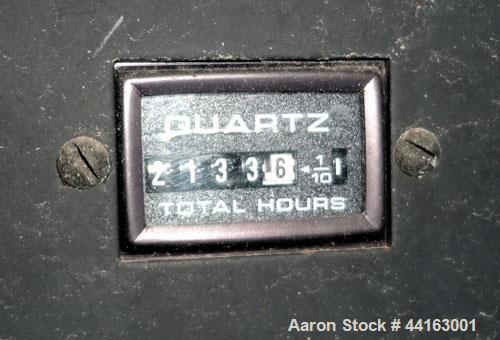 QUARTZ
2 1 3 3 6 1/10 1
TOTAL HOURS
Aaron Stock # 44163001